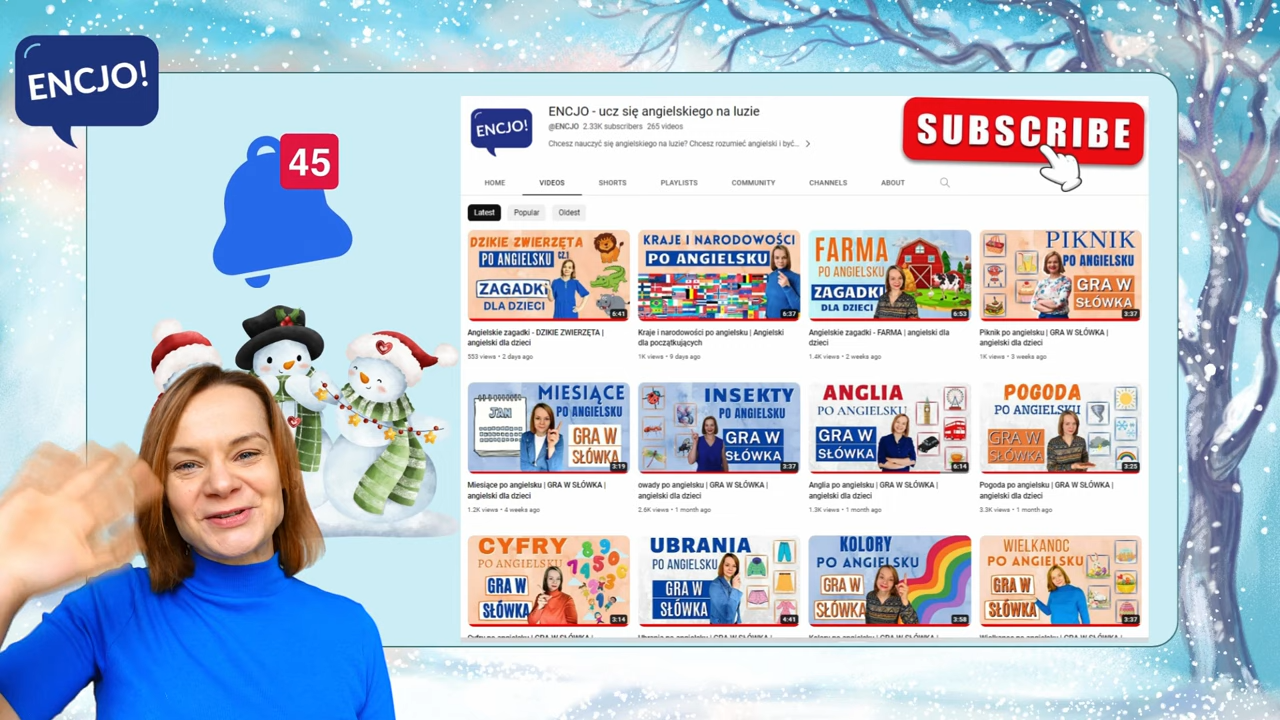 ENCJO!
45
ENCJO!
ENCJO - ucz się angielskiego na luzie
@ENCJO 2.33K subscribers 265 videos
Chcesz nauczyć się angielskiego na luzie? Chcesz rozumieć angielski i być...
SUBSCRIBE
HOME VIDEOS SHORTS PLAYLISTS COMMUNITY CHANNELS ABOUT
Latest Popular Oldest
DZIKIE ZWIERZĘTA
PO ANGIELSKU CZ.1
ZAGADKI
DLA DZIECI
6:41
KRAJE I NARODOWOŚCI
PO ANGIELSKU
6:37
FARMA
PO ANGIELSKU
ZAGADKI
DLA DZIECI
6:53
PIKNIK
PO ANGIELSKU
GRA W
SŁÓWKA
3:37
Angielskie zagadki - DZIKIE ZWIERZĘTA |
angielski dla dzieci
553 views • 2 days ago
Kraje i narodowości po angielsku | Angielski
dla początkujących
1K views • 9 days ago
Angielskie zagadki - FARMA | angielski dla
dzieci
1.4K views • 2 weeks ago
Piknik po angielsku | GRA W SŁÓWKA |
angielski dla dzieci
1K views • 3 weeks ago
MIESIĄCE
PO ANGIELSKU
JAN
GRA W
SŁÓWKA
3:19
INSEKTY
PO ANGIELSKU
GRA W
SŁÓWKA
3:37
ANGLIA
PO ANGIELSKU
GRA W
SŁÓWKA
6:14
POGODA
PO ANGIELSKU
GRA W
SŁÓWKA
3:25
Miesiące po angielsku | GRA W SŁÓWKA |
angielski dla dzieci
1.2K views • 4 weeks ago
owady po angielsku | GRA W SŁÓWKA |
angielski dla dzieci
2.6K views • 1 month ago
Anglia po angielsku | GRA W SŁÓWKA |
angielski dla dzieci
1.3K views • 1 month ago
Pogoda po angielsku | GRA W SŁÓWKA |
angielski dla dzieci
3.3K views • 1 month ago
CYFRY
PO ANGIELSKU
GRA W
SŁÓWKA
3:14
UBRANIA
PO ANGIELSKU
GRA W
SŁÓWKA
4:41
KOLORY
PO ANGIELSKU
GRA W
SŁÓWKA
3:58
WIELKANOC
PO ANGIELSKU
GRA W
SŁÓWKA
3:37